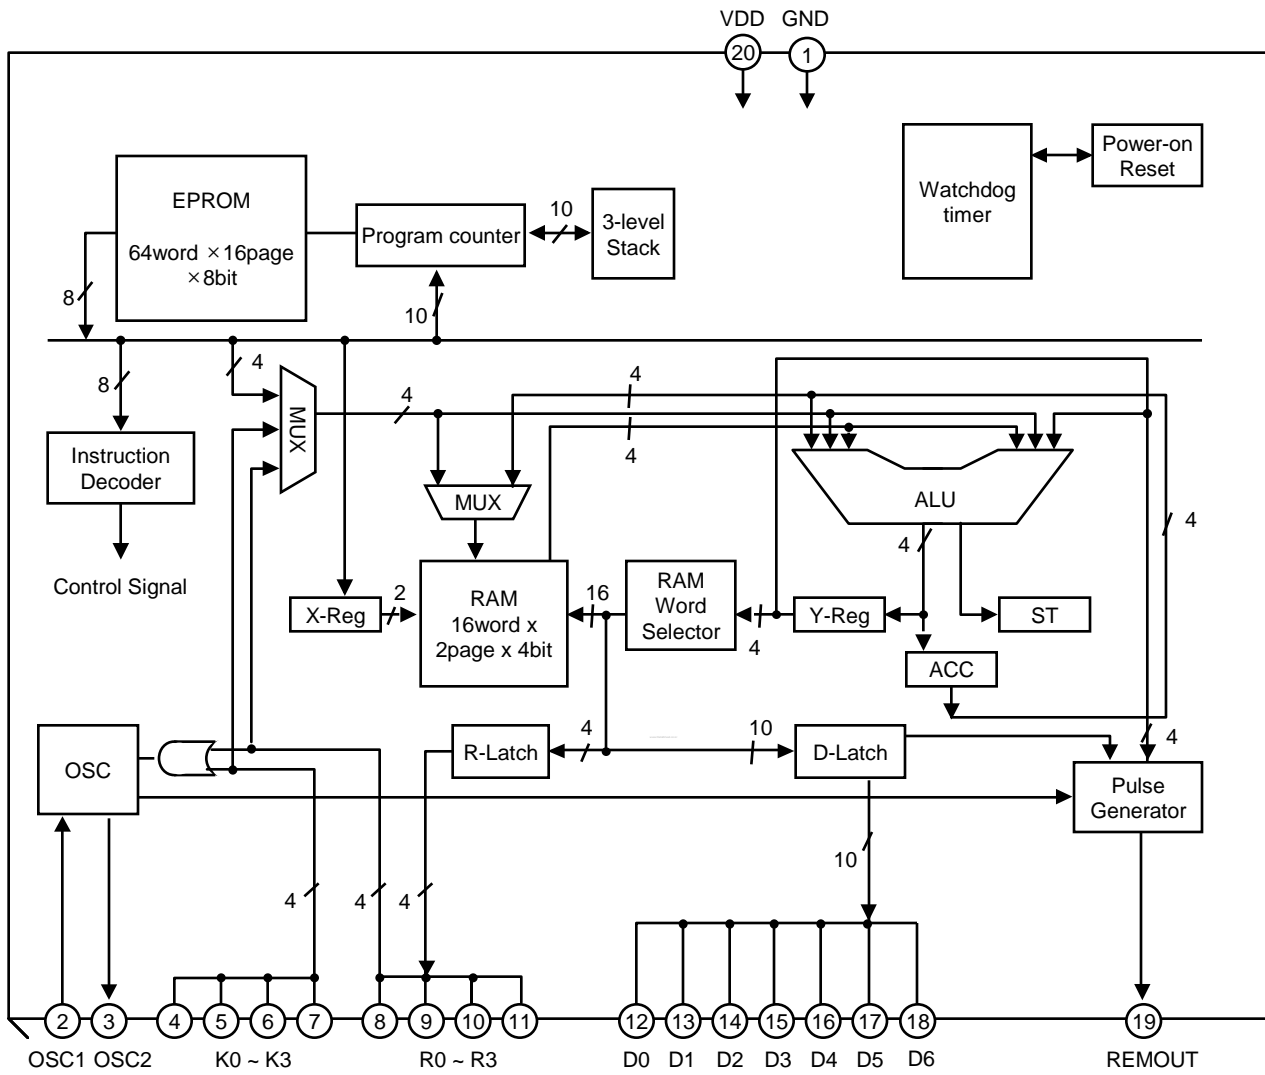 VDD GND
20 1
EPROM
64word ×16page
×8bit
Program counter
10
3-level
Stack
Watchdog
timer
Power-on
Reset
8
10
8
4
MUX
4
4
4
Instruction
Decoder
Control Signal
MUX
ALU
4
4
X-Reg
2
RAM
16word x
2page x 4bit
16
RAM
Word
Selector
4
Y-Reg
ST
ACC
OSC
R-Latch
4
10
D-Latch
4
Pulse
Generator
10
4
4
4
2 3 4 5 6 7 8 9 10 11 12 13 14 15 16 17 18 19
OSC1 OSC2 K0 ~ K3 R0 ~ R3 D0 D1 D2 D3 D4 D5 D6 REMOUT